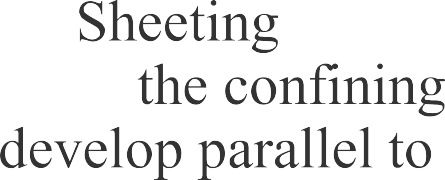 Sheeting
the confining
develop parallel to